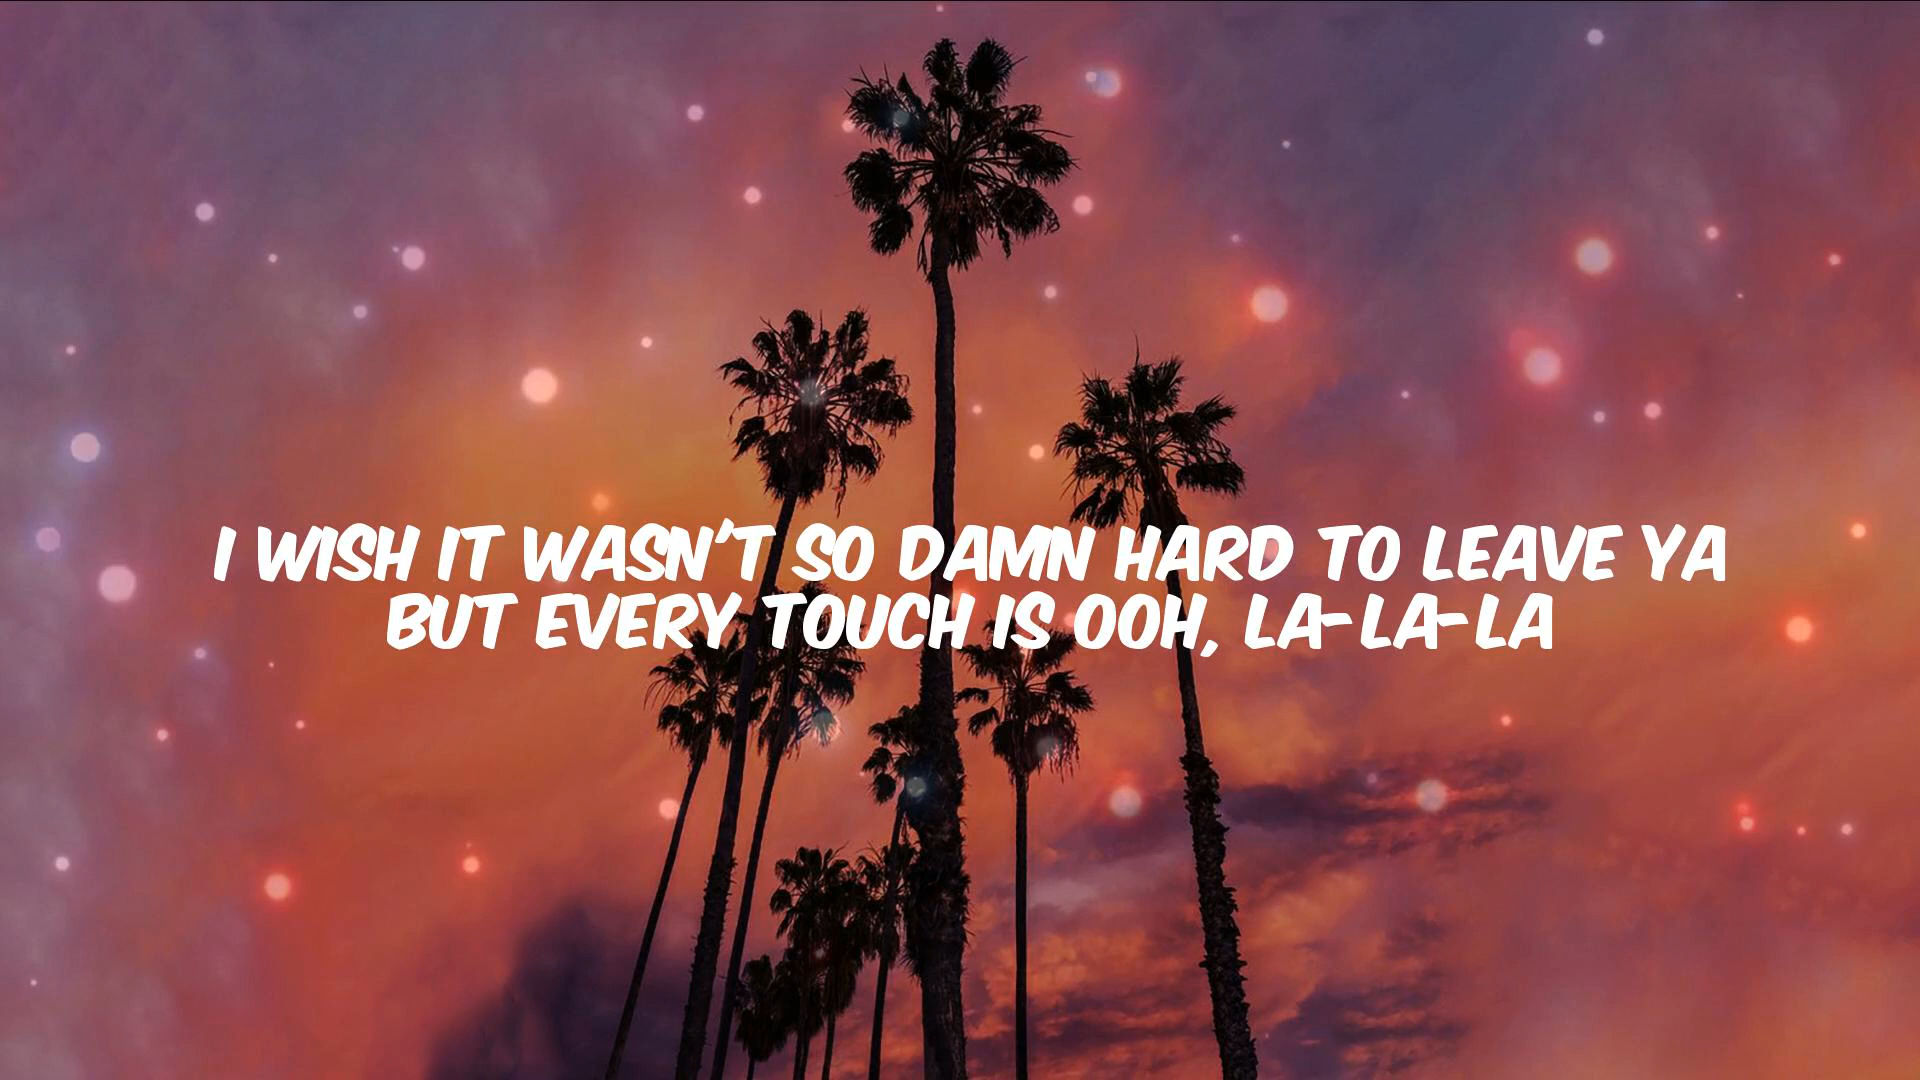 I WISH IT WASN'T SO DAMN HARD TO LEAVE YA
BUT EVERY TOUCH IS OOH, LA-LA-LA